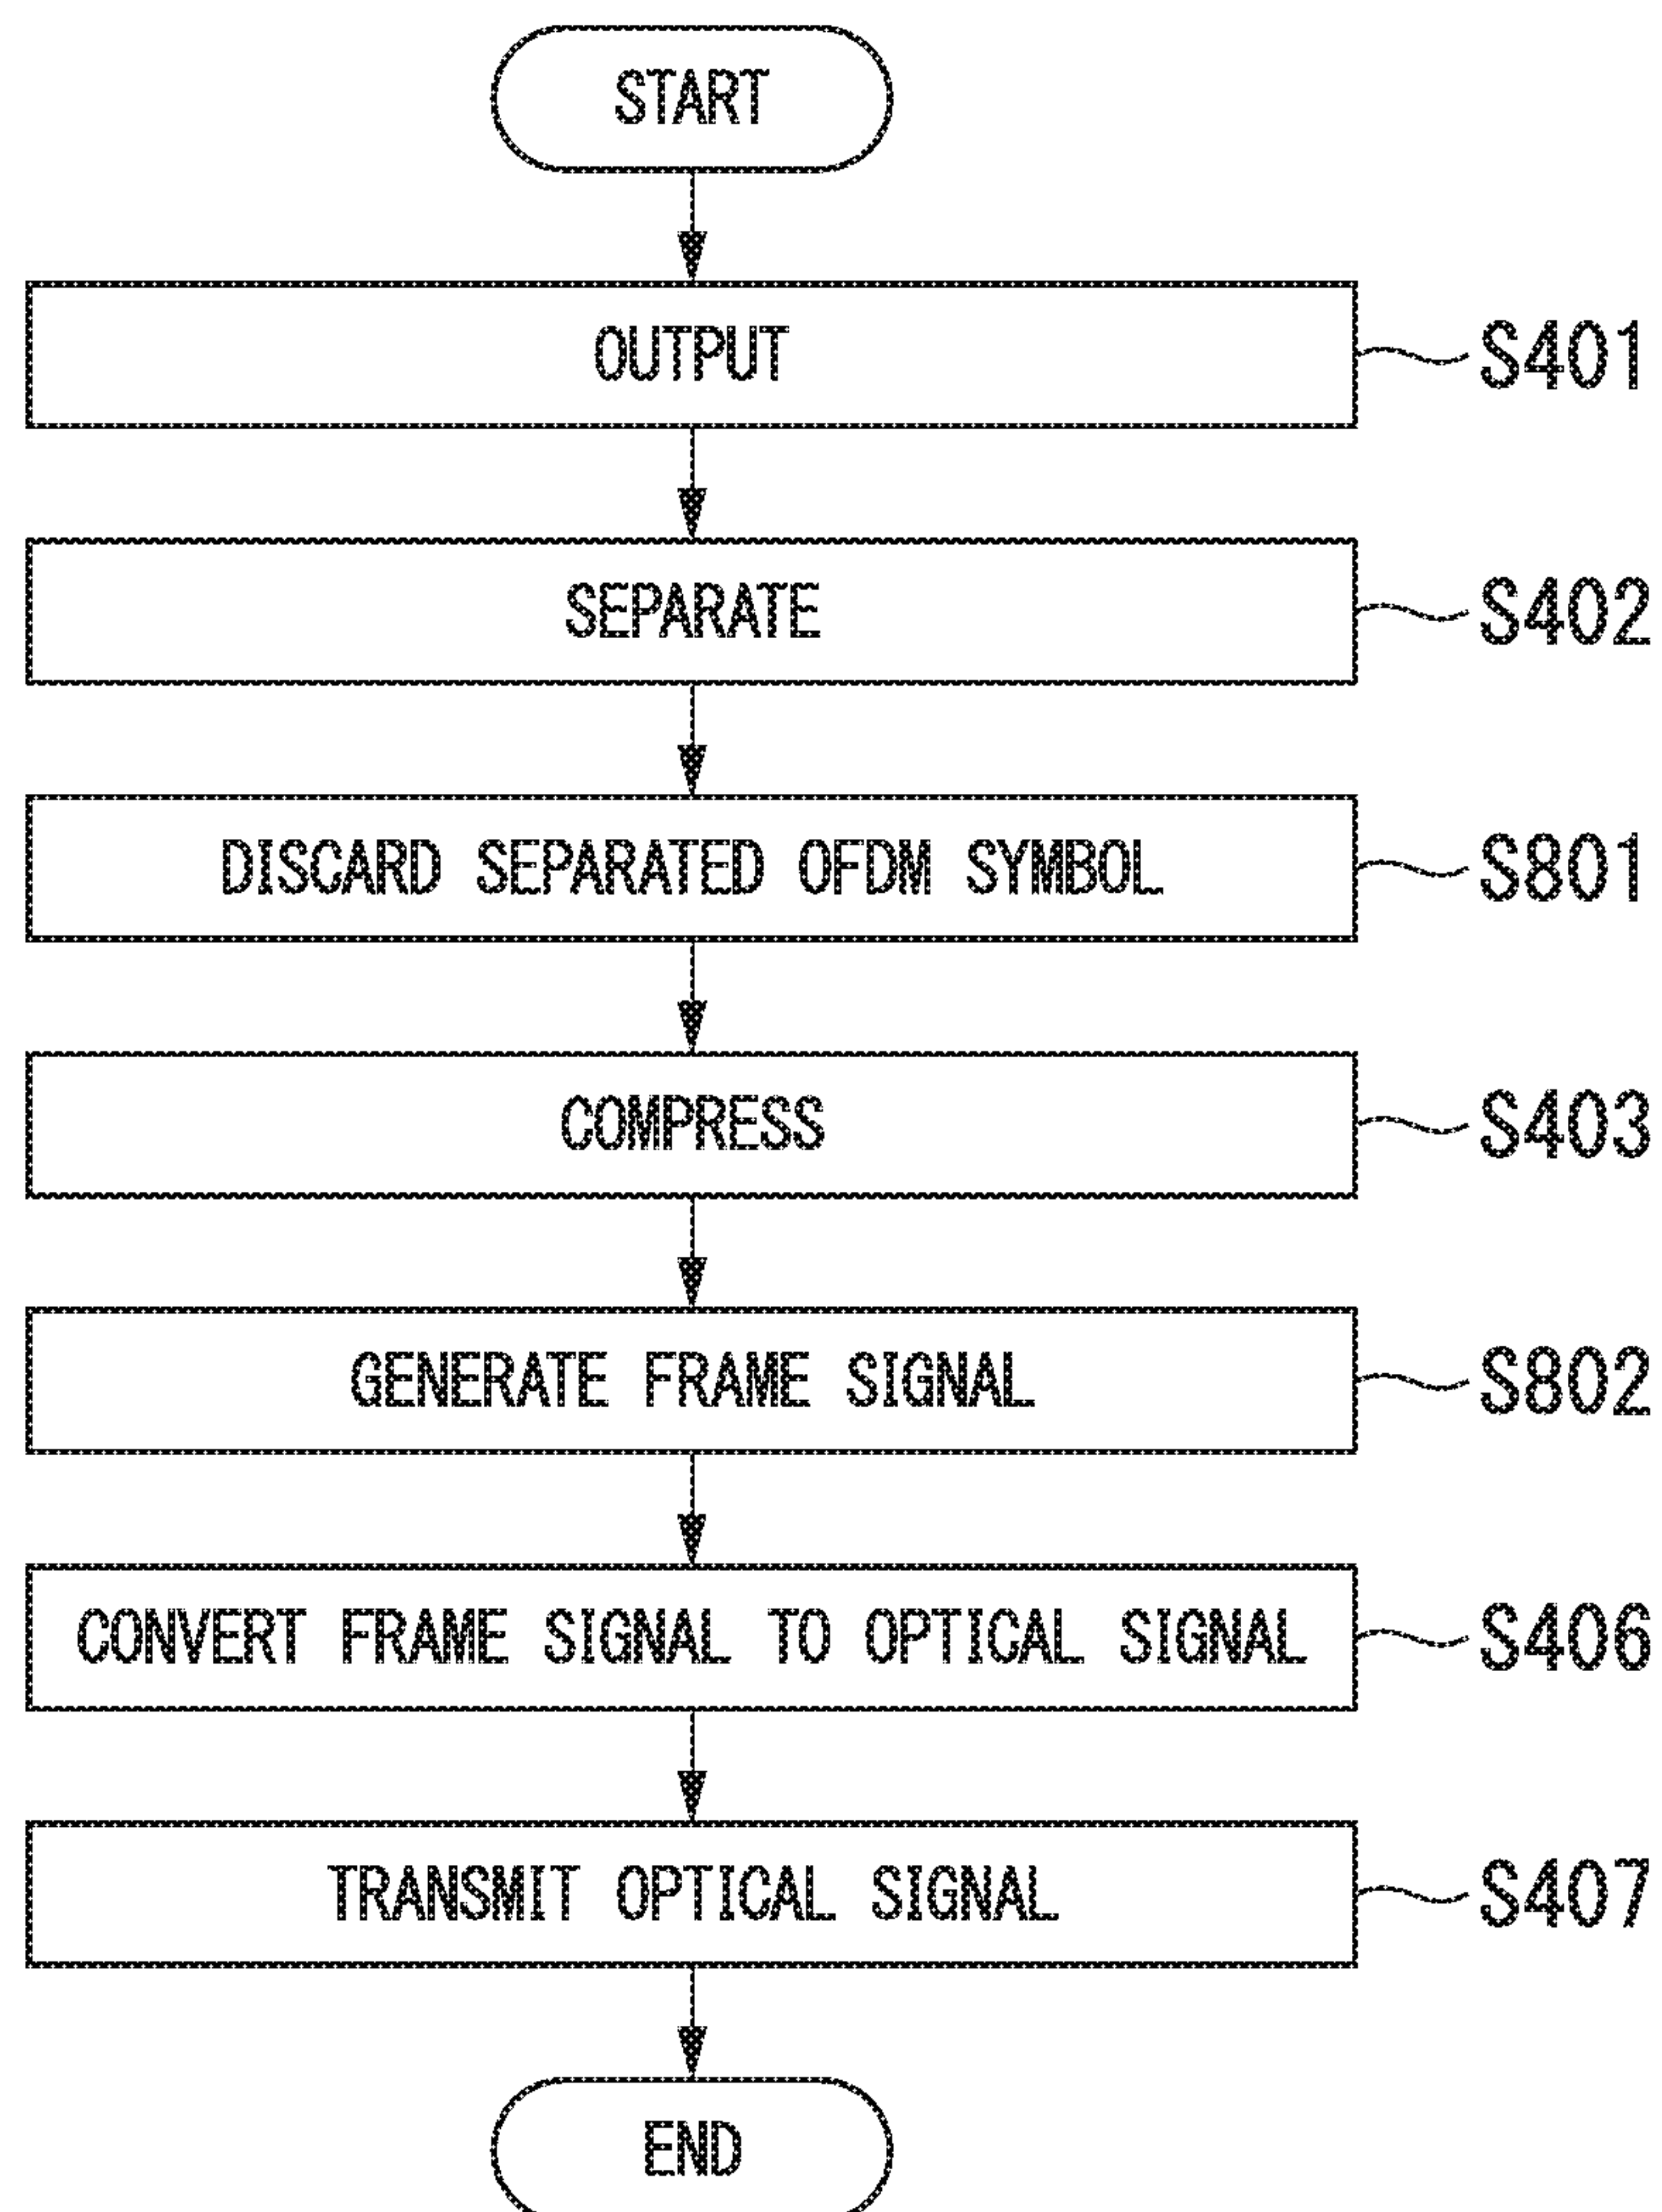 START
OUTPUT S401
SEPARATE S402
DISCARD SEPARATED OFDM SYMBOL S801
COMPRESS S403
GENERATE FRAME SIGNAL S802
CONVERT FRAME SIGNAL TO OPTICAL SIGNAL S406
TRANSMIT OPTICAL SIGNAL S407
END